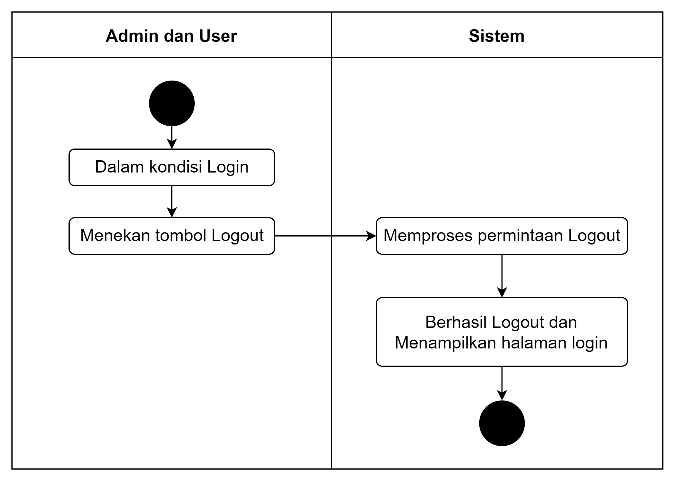 Admin dan User
Sistem
Dalam kondisi Login
Menekan tombol Logout
Memproses permintaan Logout
Berhasil Logout dan
Menampilkan halaman login